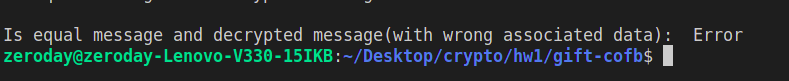 Is equal message and decrypted message(with wrong associated data):  Error
zeroday@zeroday-Lenovo-V330-15IKB:~/Desktop/crypto/hw1/gift-cofb$